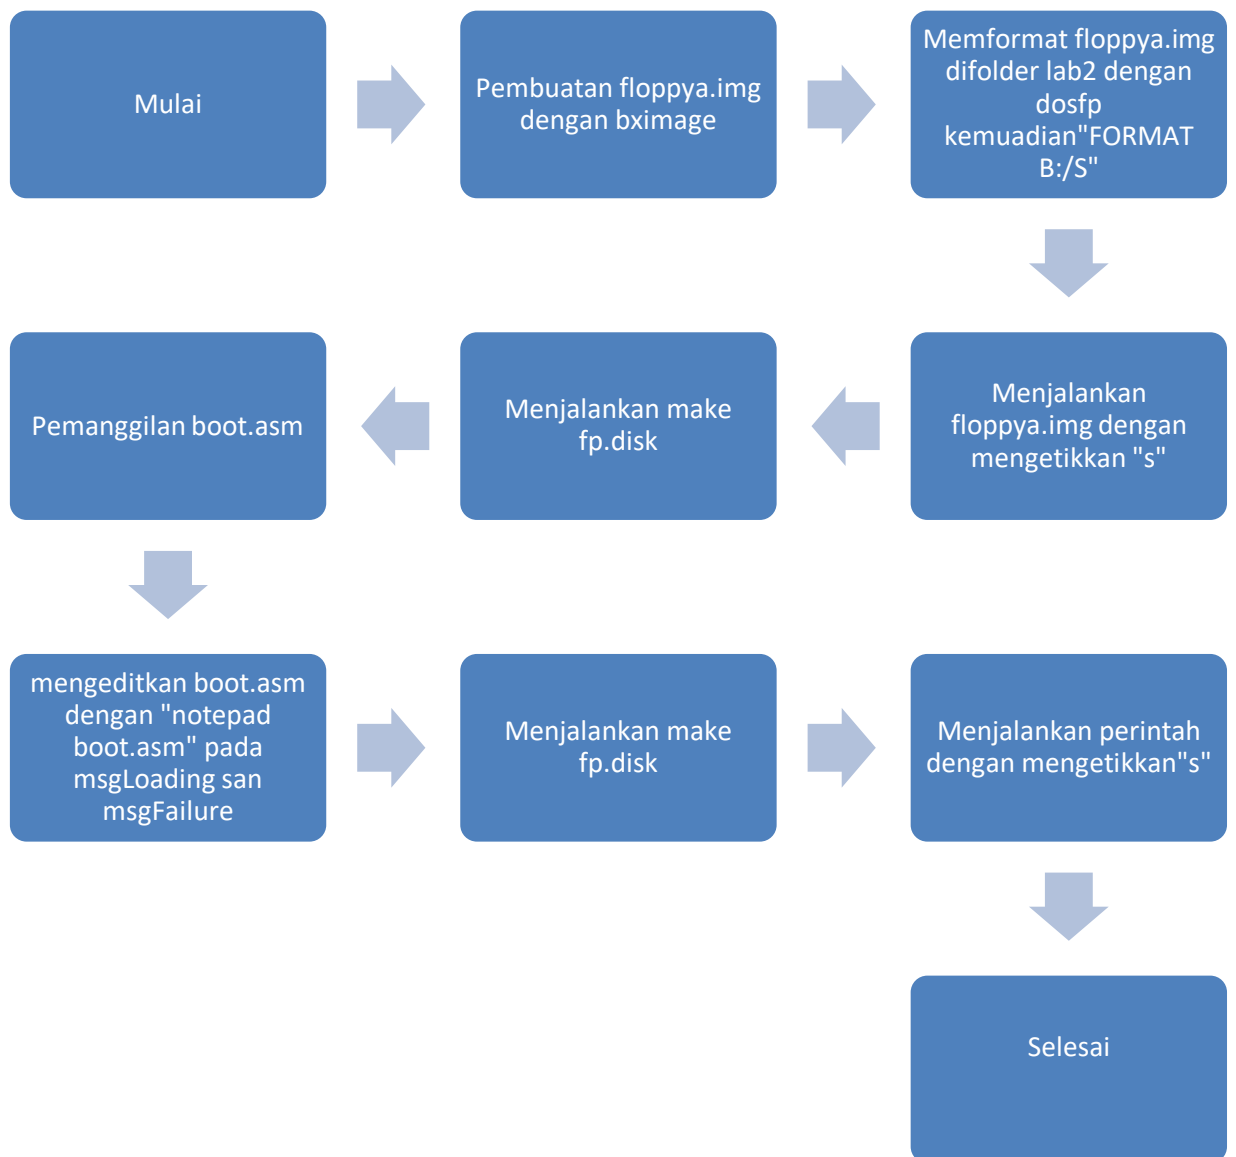 Mulai
Pembuatan floppya.img
dengan bximage
Memformat floppya.img
difolder lab2 dengan
dosfp
kemuadian"FORMAT
B:/S"
Menjalankan
floppya.img dengan
mengetikkan "s"
Menjalankan make
fp.disk
Pemanggilan boot.asm
mengeditkan boot.asm
dengan "notepad
boot.asm" pada
msgLoading san
msgFailure
Menjalankan make
fp.disk
Menjalankan perintah
dengan mengetikkan"s"
Selesai